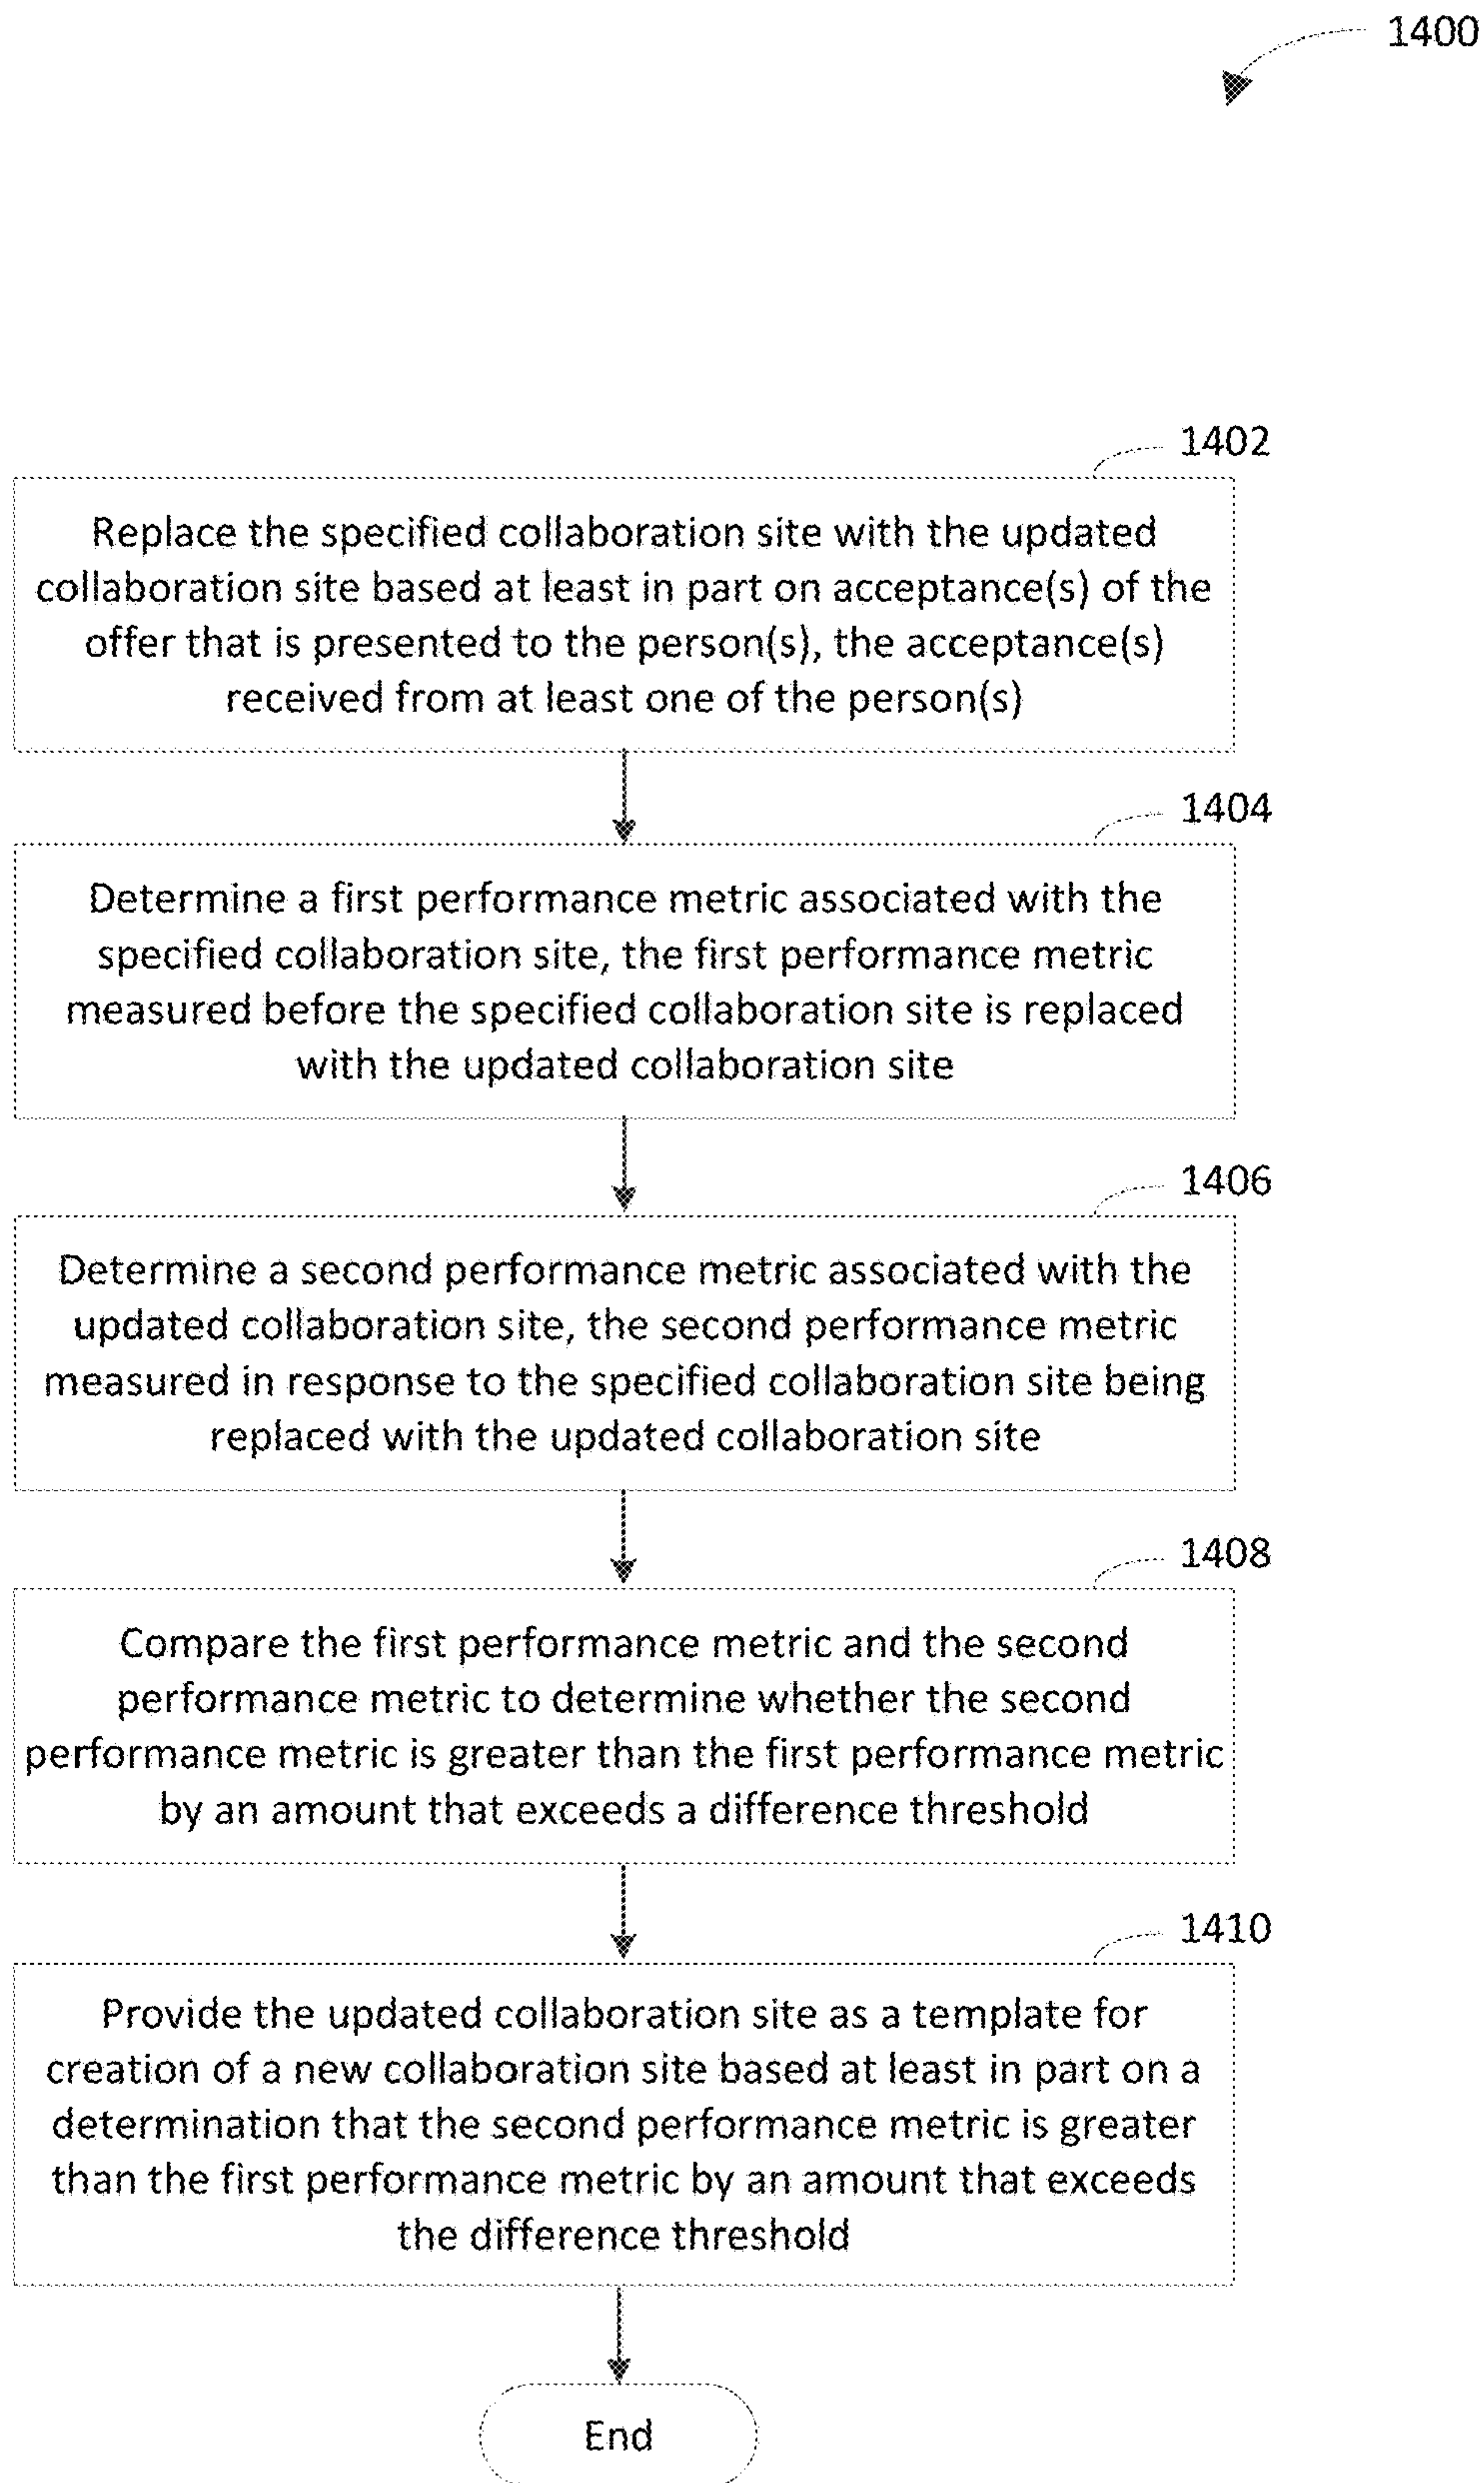 1400
1402
Replace the specified collaboration site with the updated
collaboration site based at least in part on acceptance(s) of the
offer that is presented to the person(s), the acceptance(s)
received from at least one of the person(s)
1404
Determine a first performance metric associated with the
specified collaboration site, the first performance metric
measured before the specified collaboration site is replaced
with the updated collaboration site
1406
Determine a second performance metric associated with the
updated collaboration site, the second performance metric
measured in response to the specified collaboration site being
replaced with the updated collaboration site
1408
Compare the first performance metric and the second
performance metric to determine whether the second
performance metric is greater than the first performance metric
by an amount that exceeds a difference threshold
1410
Provide the updated collaboration site as a template for
creation of a new collaboration site based at least in part on a
determination that the second performance metric is greater
than the first performance metric by an amount that exceeds
the difference threshold
End